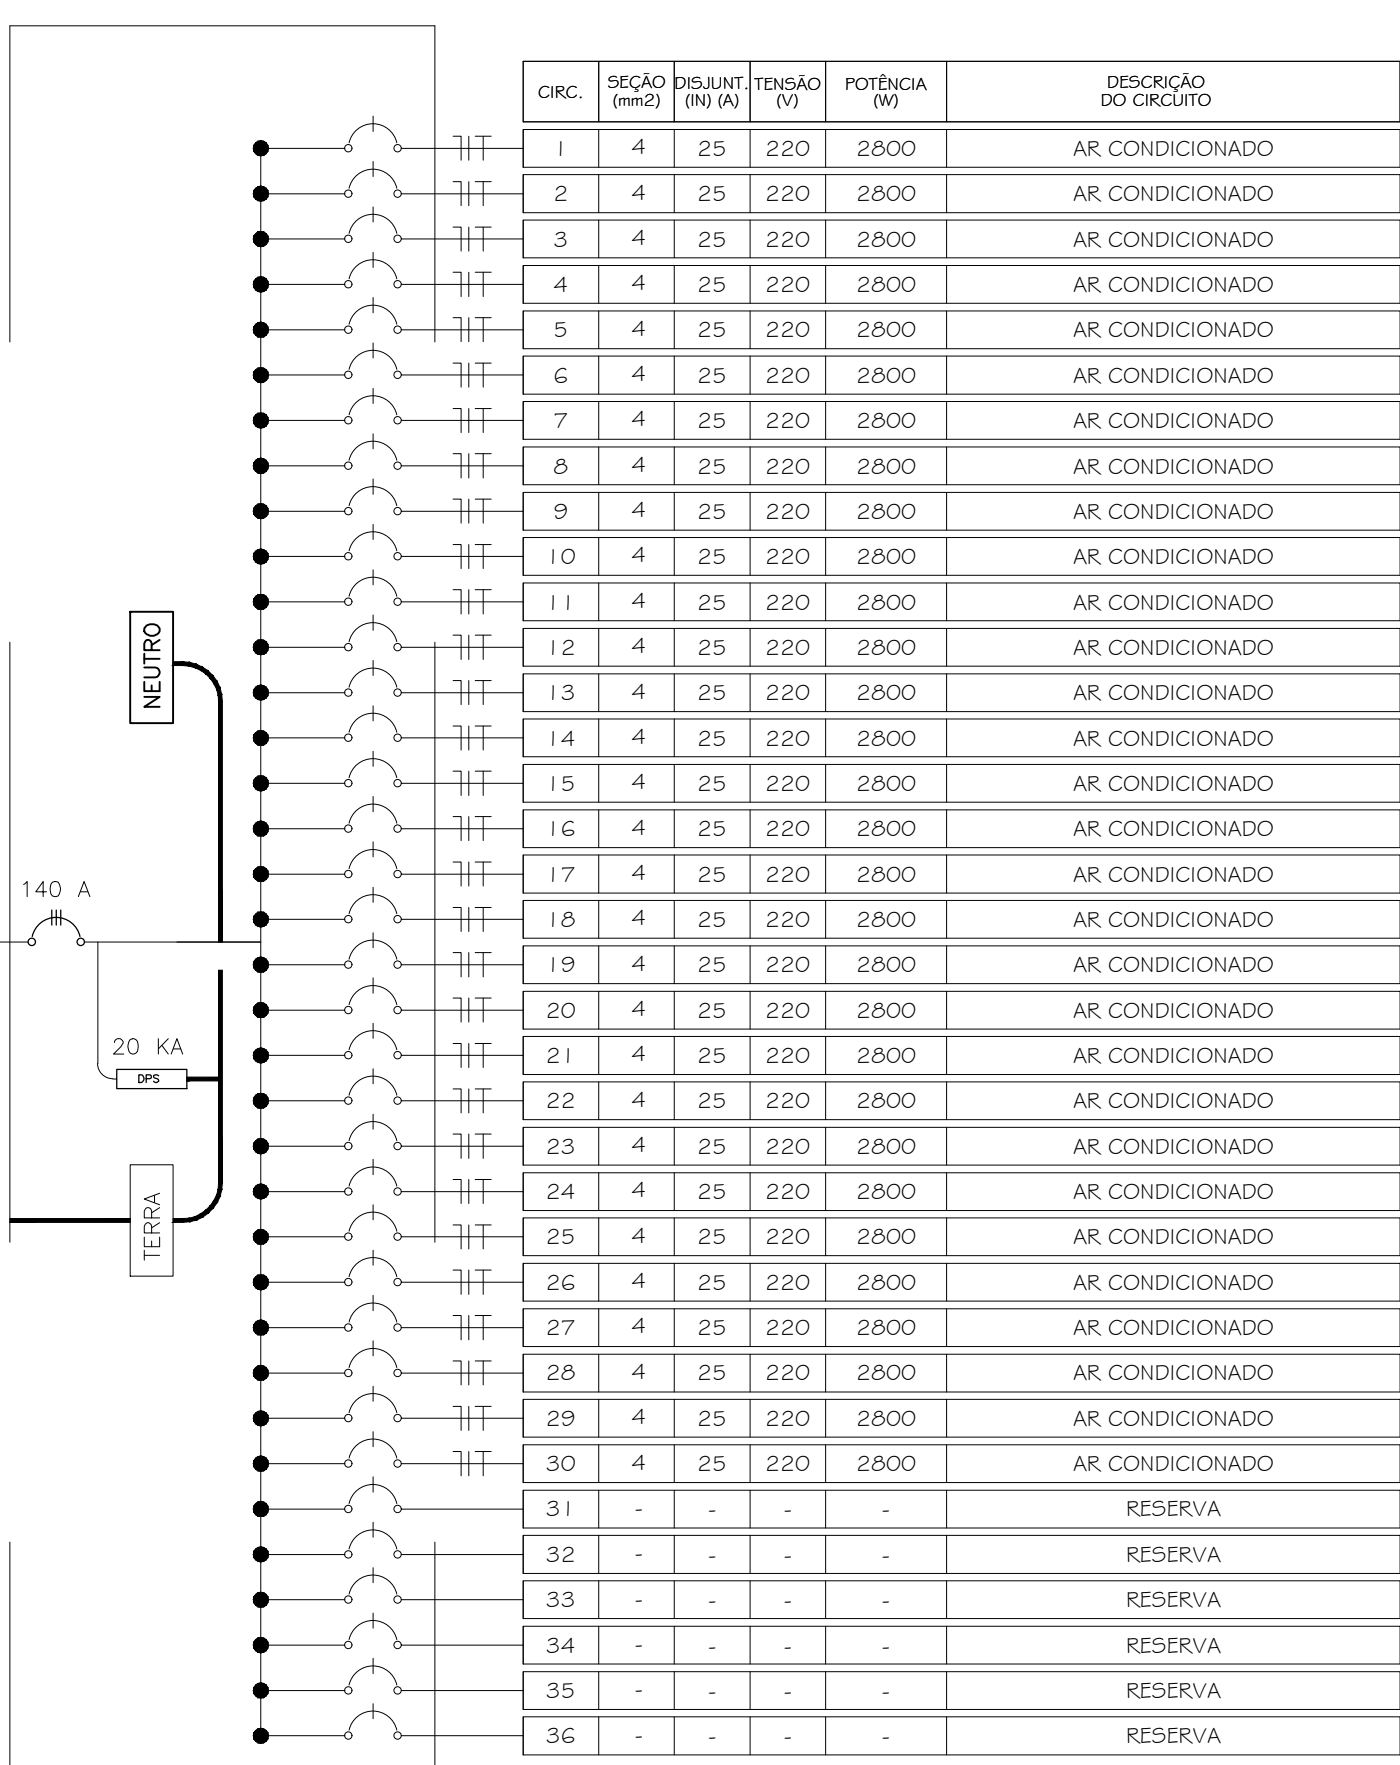 CIRC. SEÇÃO (mm2) DISJUNT. (IN) (A) TENSÃO (V) POTÊNCIA (W) DESCRIÇÃO DO CIRCUITO
1 4 25 220 2800 AR CONDICIONADO
2 4 25 220 2800 AR CONDICIONADO
3 4 25 220 2800 AR CONDICIONADO
4 4 25 220 2800 AR CONDICIONADO
5 4 25 220 2800 AR CONDICIONADO
6 4 25 220 2800 AR CONDICIONADO
7 4 25 220 2800 AR CONDICIONADO
8 4 25 220 2800 AR CONDICIONADO
9 4 25 220 2800 AR CONDICIONADO
10 4 25 220 2800 AR CONDICIONADO
11 4 25 220 2800 AR CONDICIONADO
12 4 25 220 2800 AR CONDICIONADO
13 4 25 220 2800 AR CONDICIONADO
14 4 25 220 2800 AR CONDICIONADO
15 4 25 220 2800 AR CONDICIONADO
16 4 25 220 2800 AR CONDICIONADO
17 4 25 220 2800 AR CONDICIONADO
18 4 25 220 2800 AR CONDICIONADO
19 4 25 220 2800 AR CONDICIONADO
20 4 25 220 2800 AR CONDICIONADO
21 4 25 220 2800 AR CONDICIONADO
22 4 25 220 2800 AR CONDICIONADO
23 4 25 220 2800 AR CONDICIONADO
24 4 25 220 2800 AR CONDICIONADO
25 4 25 220 2800 AR CONDICIONADO
26 4 25 220 2800 AR CONDICIONADO
27 4 25 220 2800 AR CONDICIONADO
28 4 25 220 2800 AR CONDICIONADO
29 4 25 220 2800 AR CONDICIONADO
30 4 25 220 2800 AR CONDICIONADO
31 - - - - RESERVA
32 - - - - RESERVA
33 - - - - RESERVA
34 - - - - RESERVA
35 - - - - RESERVA
36 - - - - RESERVA
NEUTRO
140 A
20 KA
DPS
TERRA